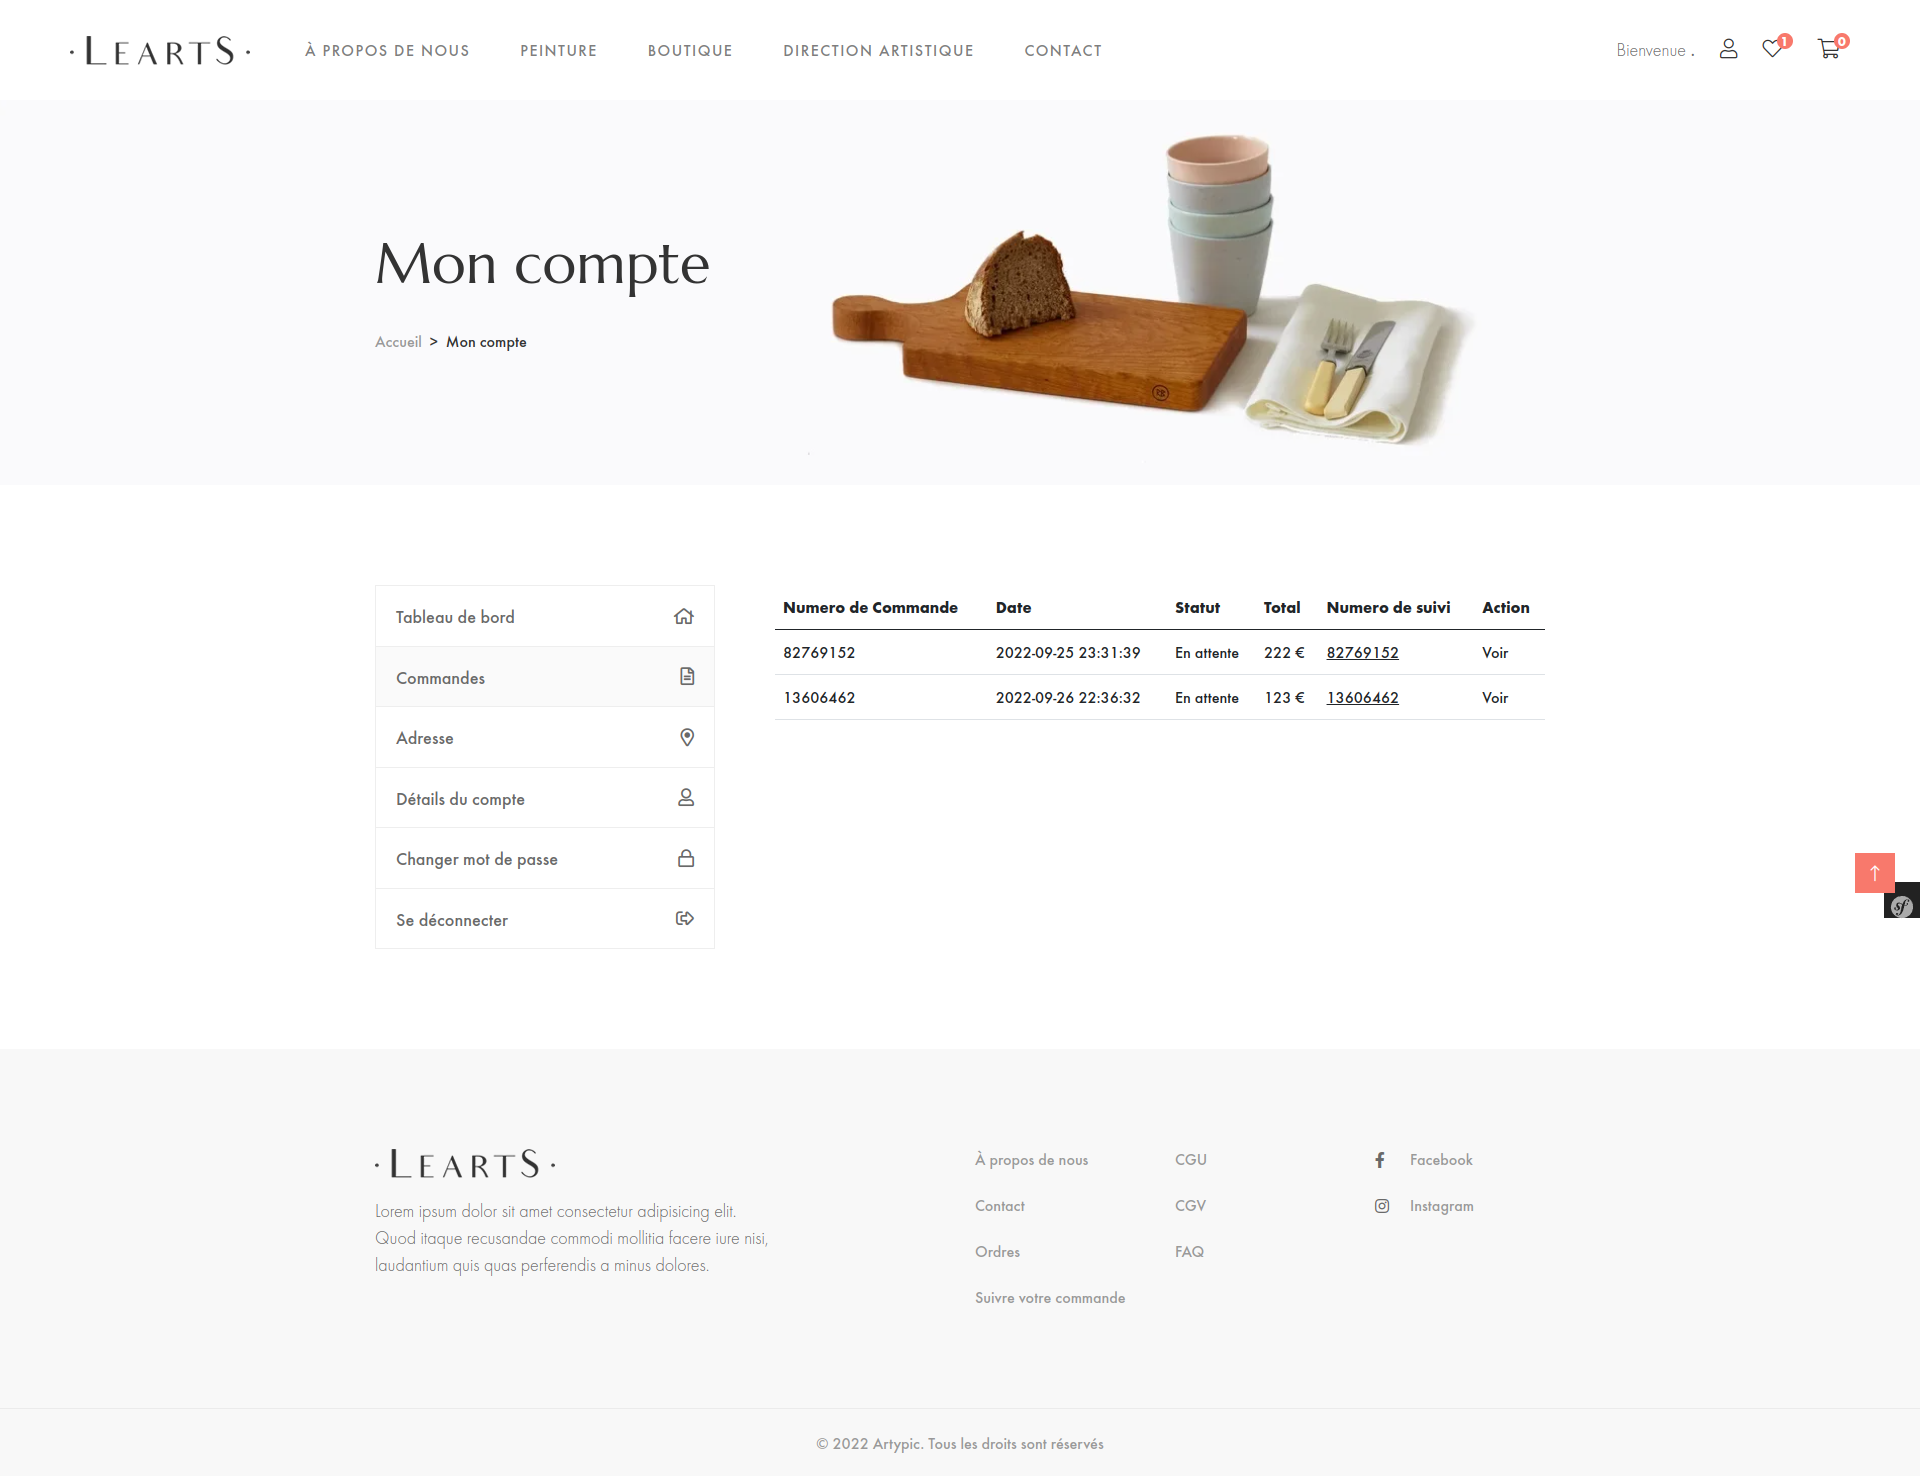 · LEARTS ·
À PROPOS DE NOUS PEINTURE BOUTIQUE DIRECTION ARTISTIQUE CONTACT
Bienvenue . 1 0
Mon compte
Accueil > Mon compte
Tableau de bord
Commandes
Adresse
Détails du compte
Changer mot de passe
Se déconnecter
Numero de Commande Date Statut Total Numero de suivi Action
82769152 2022-09-25 23:31:39 En attente 222 € 82769152 Voir
13606462 2022-09-26 22:36:32 En attente 123 € 13606462 Voir
sf
· LEARTS ·
Lorem ipsum dolor sit amet consectetur adipisicing elit.
Quod itaque recusandae commodi mollitia facere iure nisi,
laudantium quis quas perferendis a minus dolores.
À propos de nous
Contact
Ordres
Suivre votre commande
CGU
CGV
FAQ
Facebook
Instagram
© 2022 Artypic. Tous les droits sont réservés